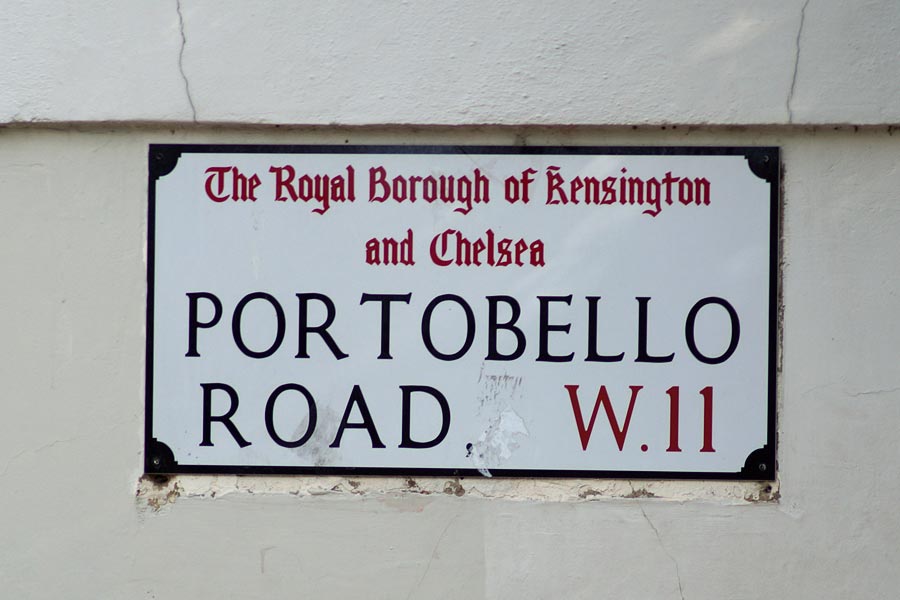 The Royal Borough of Kensington
and Chelsea
PORTOBELLO
ROAD, W.11